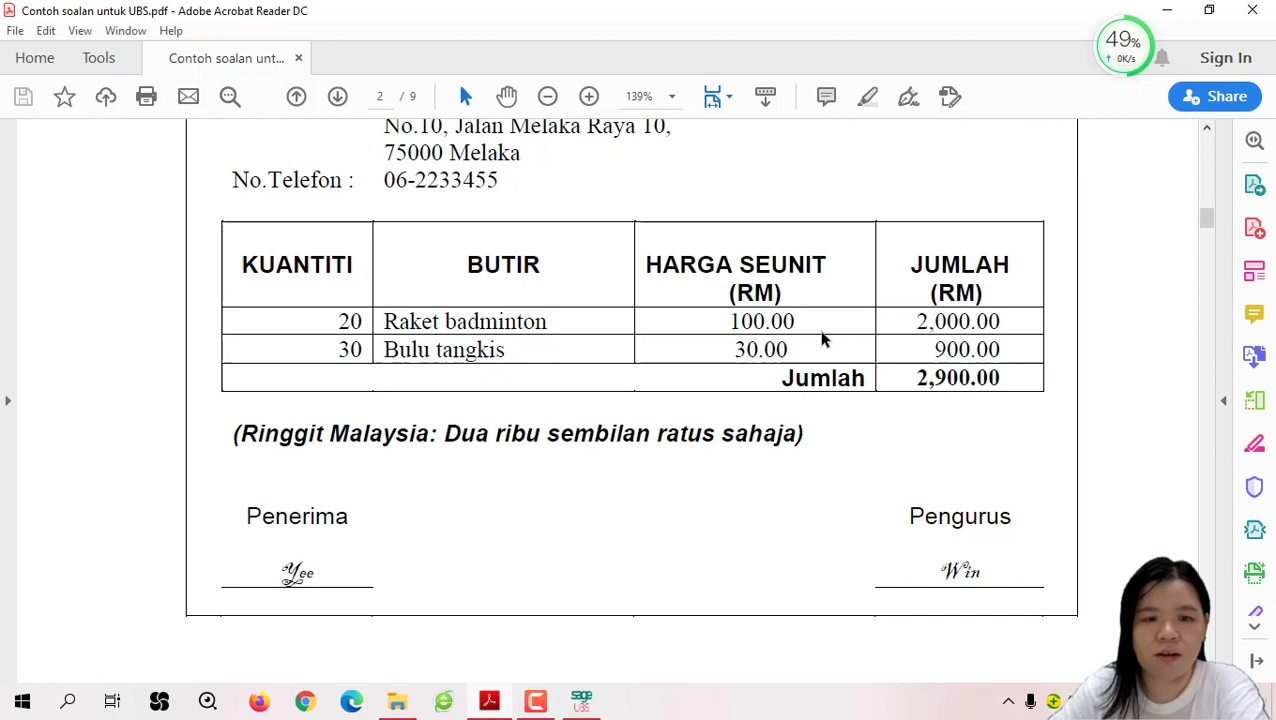 Contoh soalan untuk UBS.pdf - Adobe Acrobat Reader DC
File Edit View Window Help
Home Tools Contoh soalan unt... × Sign In
49%
↑ 0K/s
2 / 9 139% Share
No.10, Jalan Melaka Raya 10,
75000 Melaka
No.Telefon : 06-2233455
KUANTITI BUTIR HARGA SEUNIT (RM) JUMLAH (RM)
20 Raket badminton 100.00 2,000.00
30 Bulu tangkis 30.00 900.00
Jumlah 2,900.00
(Ringgit Malaysia: Dua ribu sembilan ratus sahaja)
Penerima Pengurus
Yee Win
sage UBS